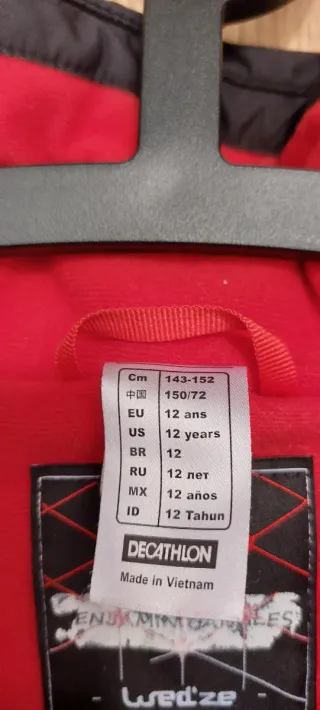 Cm 143-152
中国 150/72
EU 12 ans
US 12 years
BR 12
RU 12 лет
MX 12 años
ID 12 Tahun
DECATHLON
Made in Vietnam
wed'ze